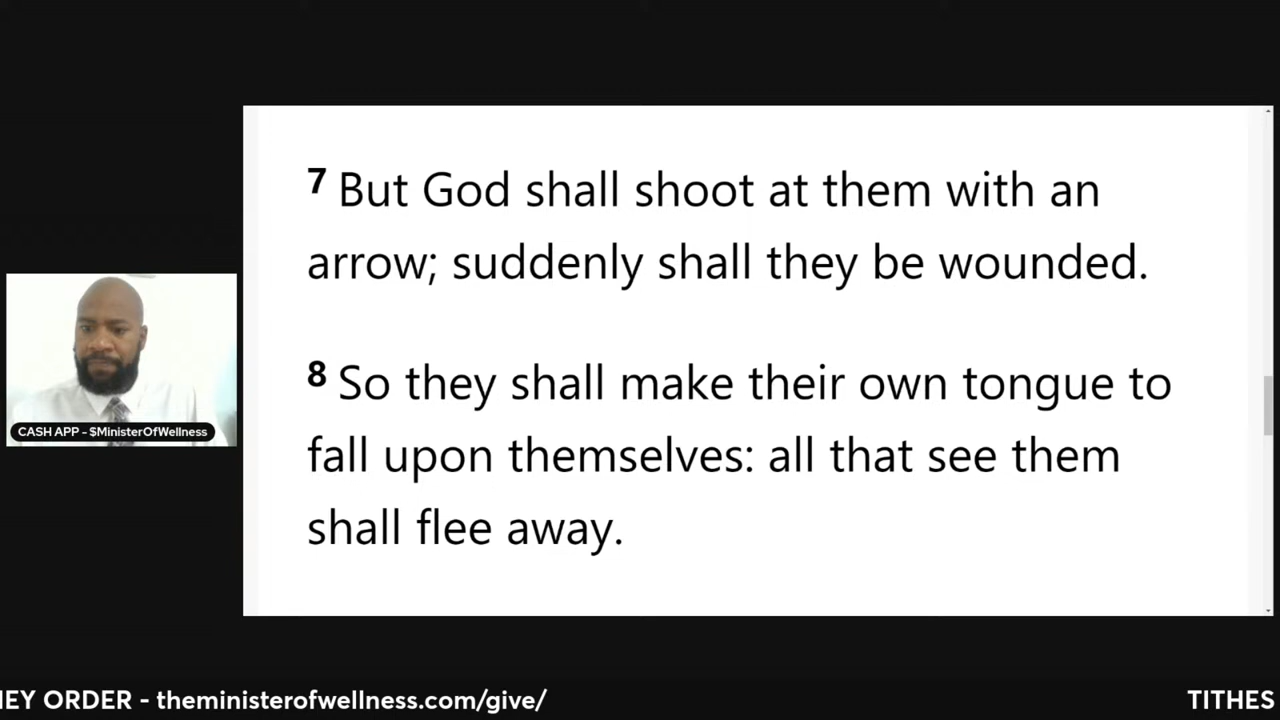 7 But God shall shoot at them with an
arrow; suddenly shall they be wounded.
8 So they shall make their own tongue to
fall upon themselves: all that see them
shall flee away.
CASH APP - $MinisterOfWellness
EY ORDER - theministerofwellness.com/give/
TITHES